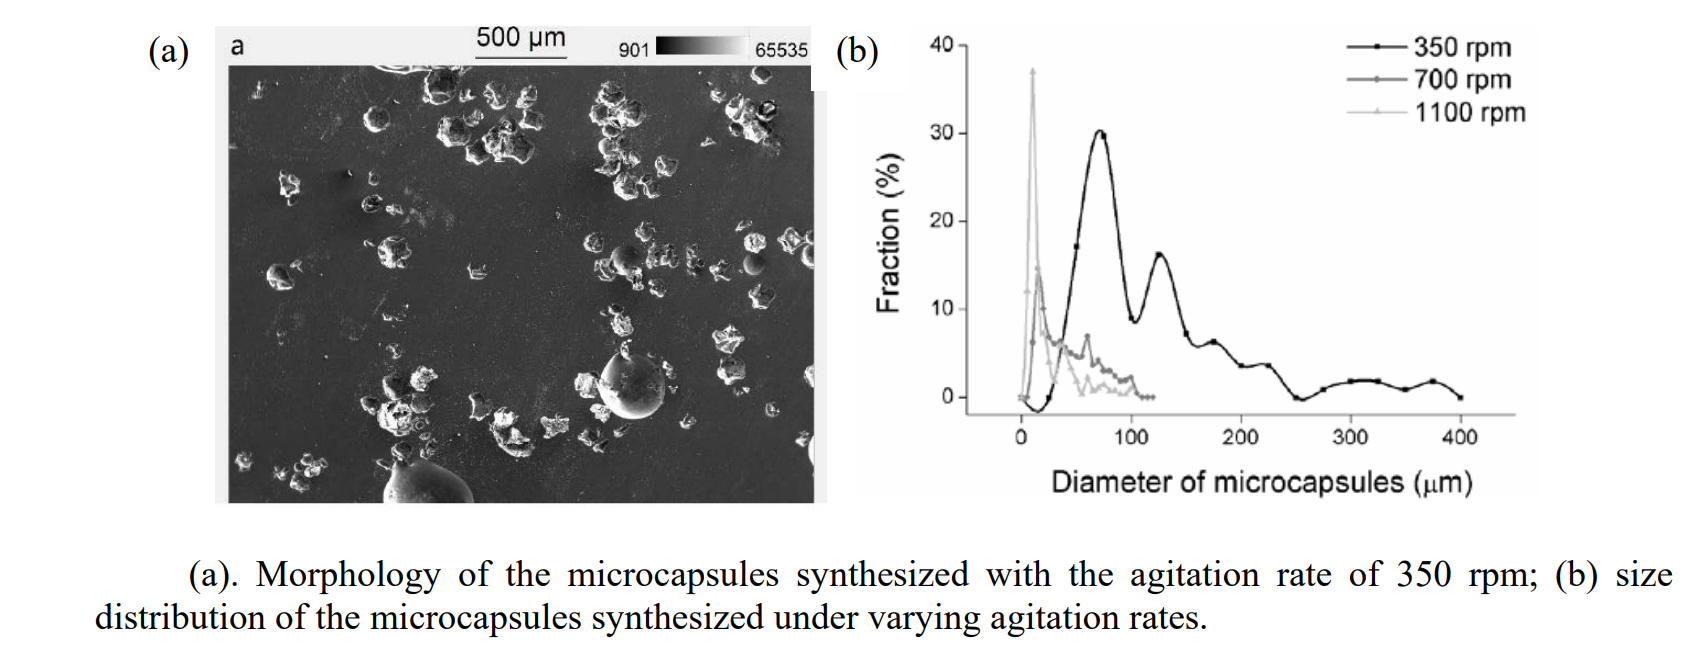 (a)
a
500 μm
901
65535
(b)
40
30
20
10
0
Fraction (%)
350 rpm
700 rpm
1100 rpm
0 100 200 300 400
Diameter of microcapsules (μm)
(a). Morphology of the microcapsules synthesized with the agitation rate of 350 rpm; (b) size
distribution of the microcapsules synthesized under varying agitation rates.